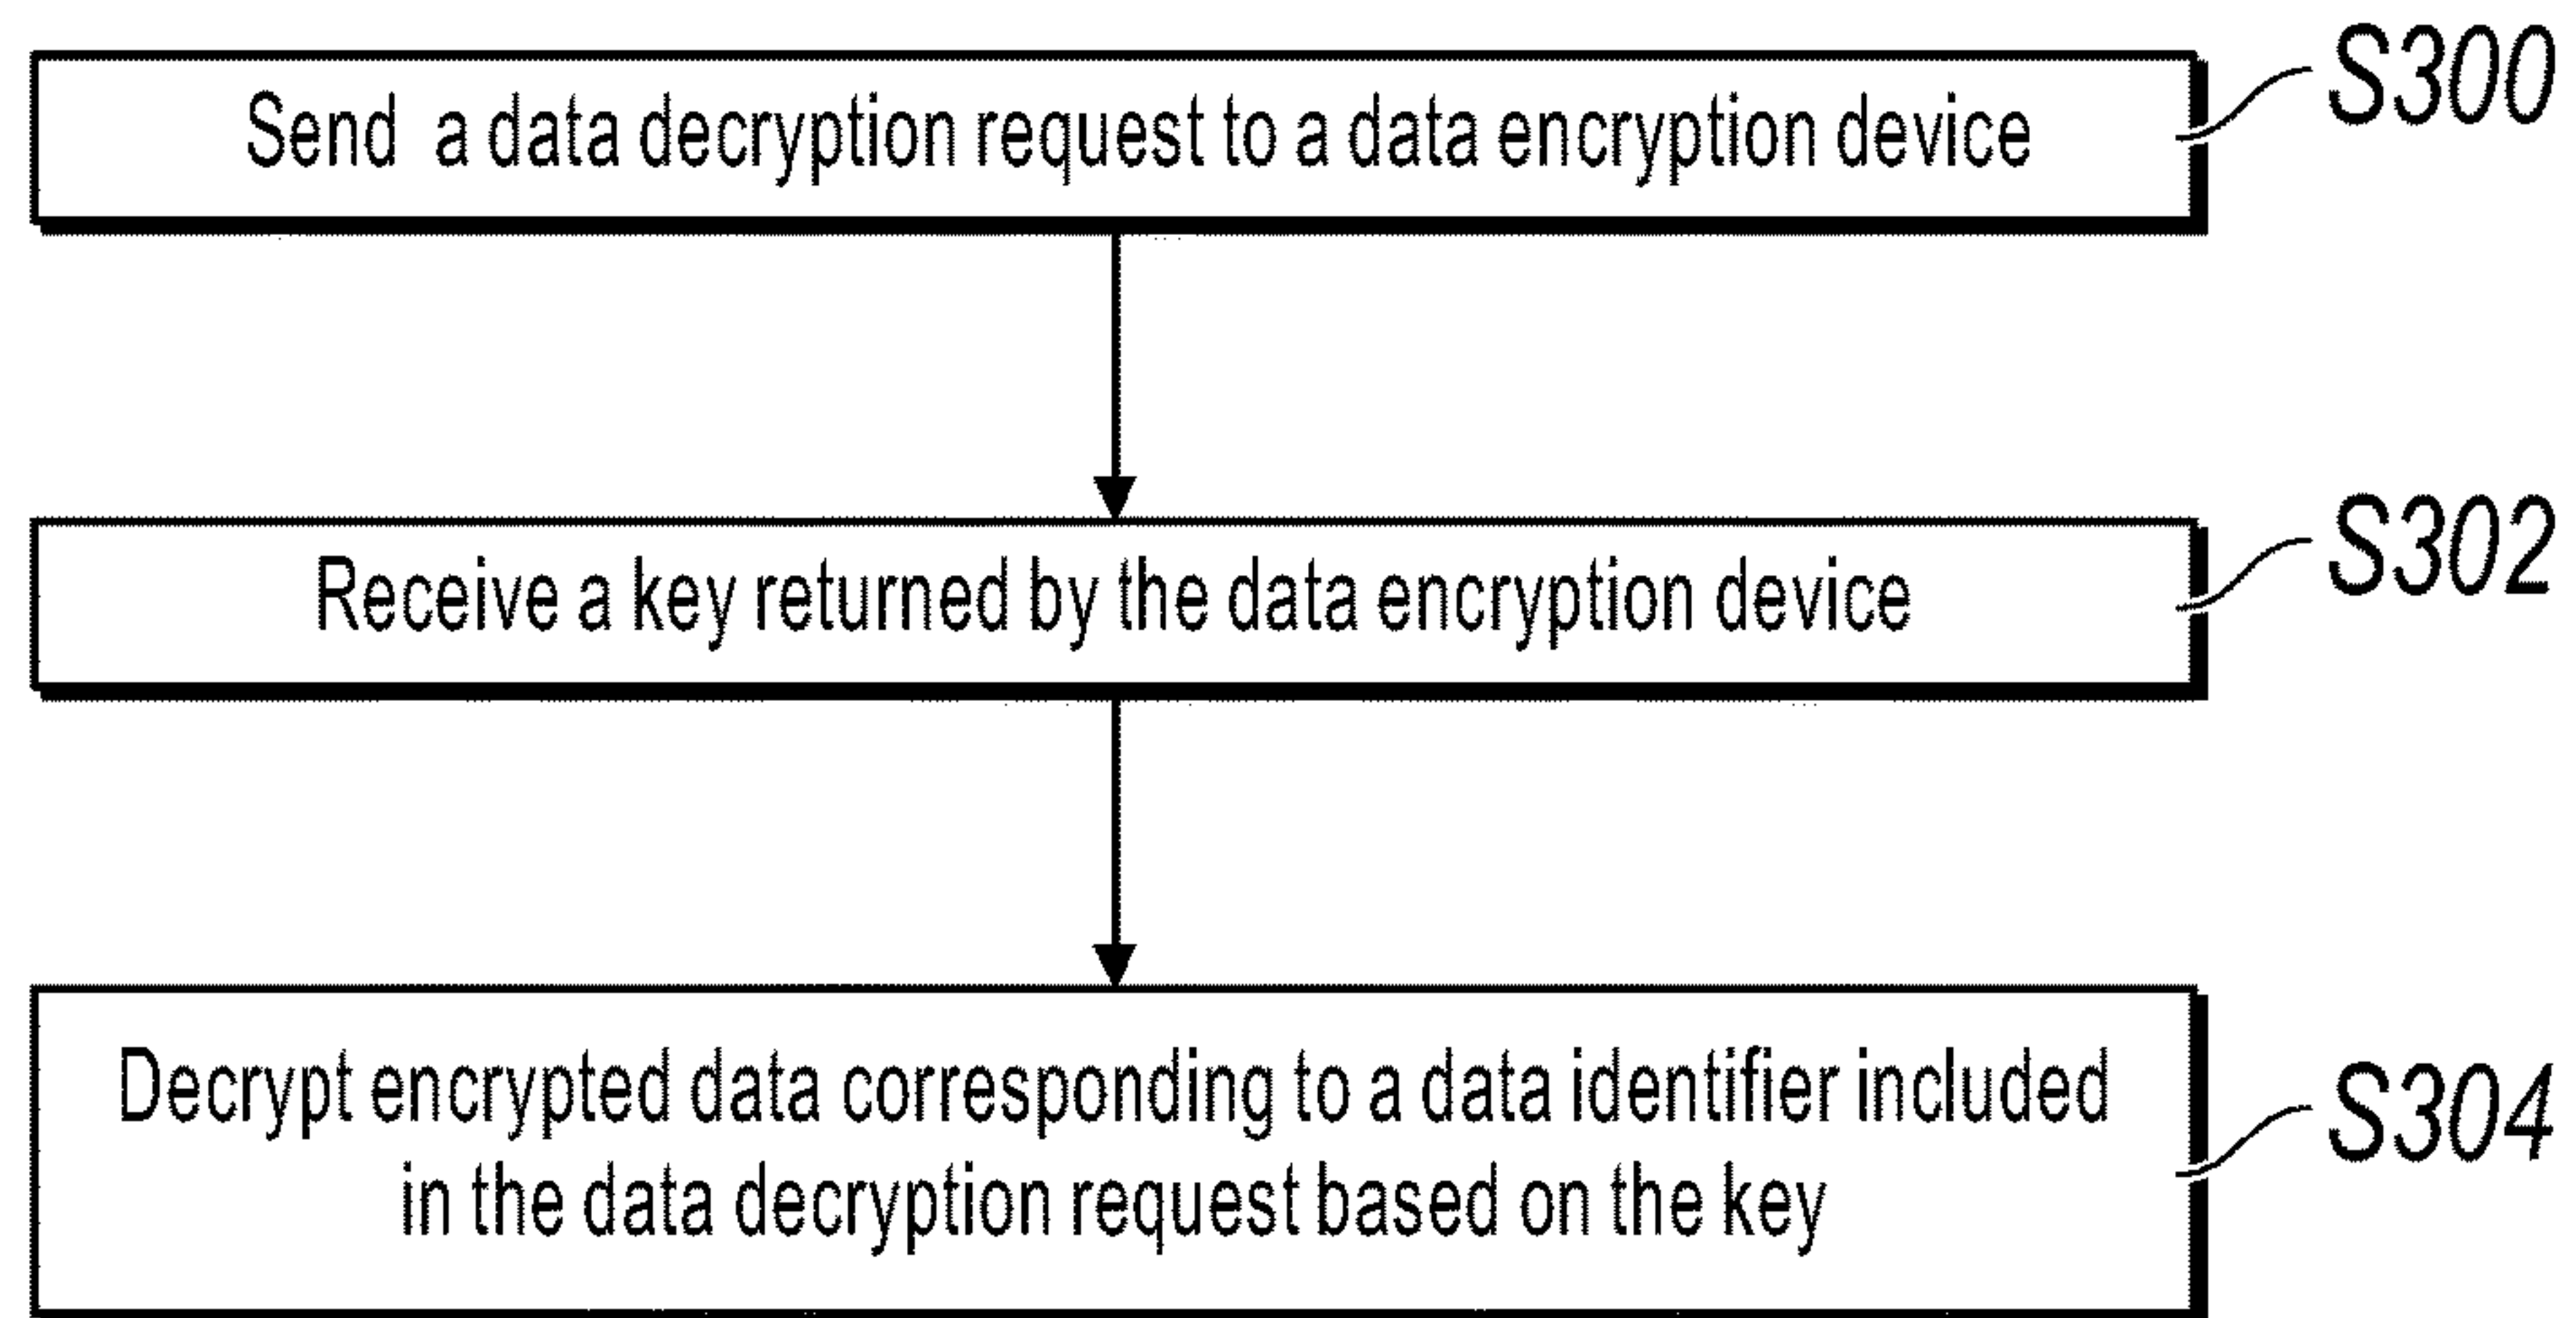 Send a data decryption request to a data encryption device
S300
Receive a key returned by the data encryption device
S302
Decrypt encrypted data corresponding to a data identifier included
in the data decryption request based on the key
S304